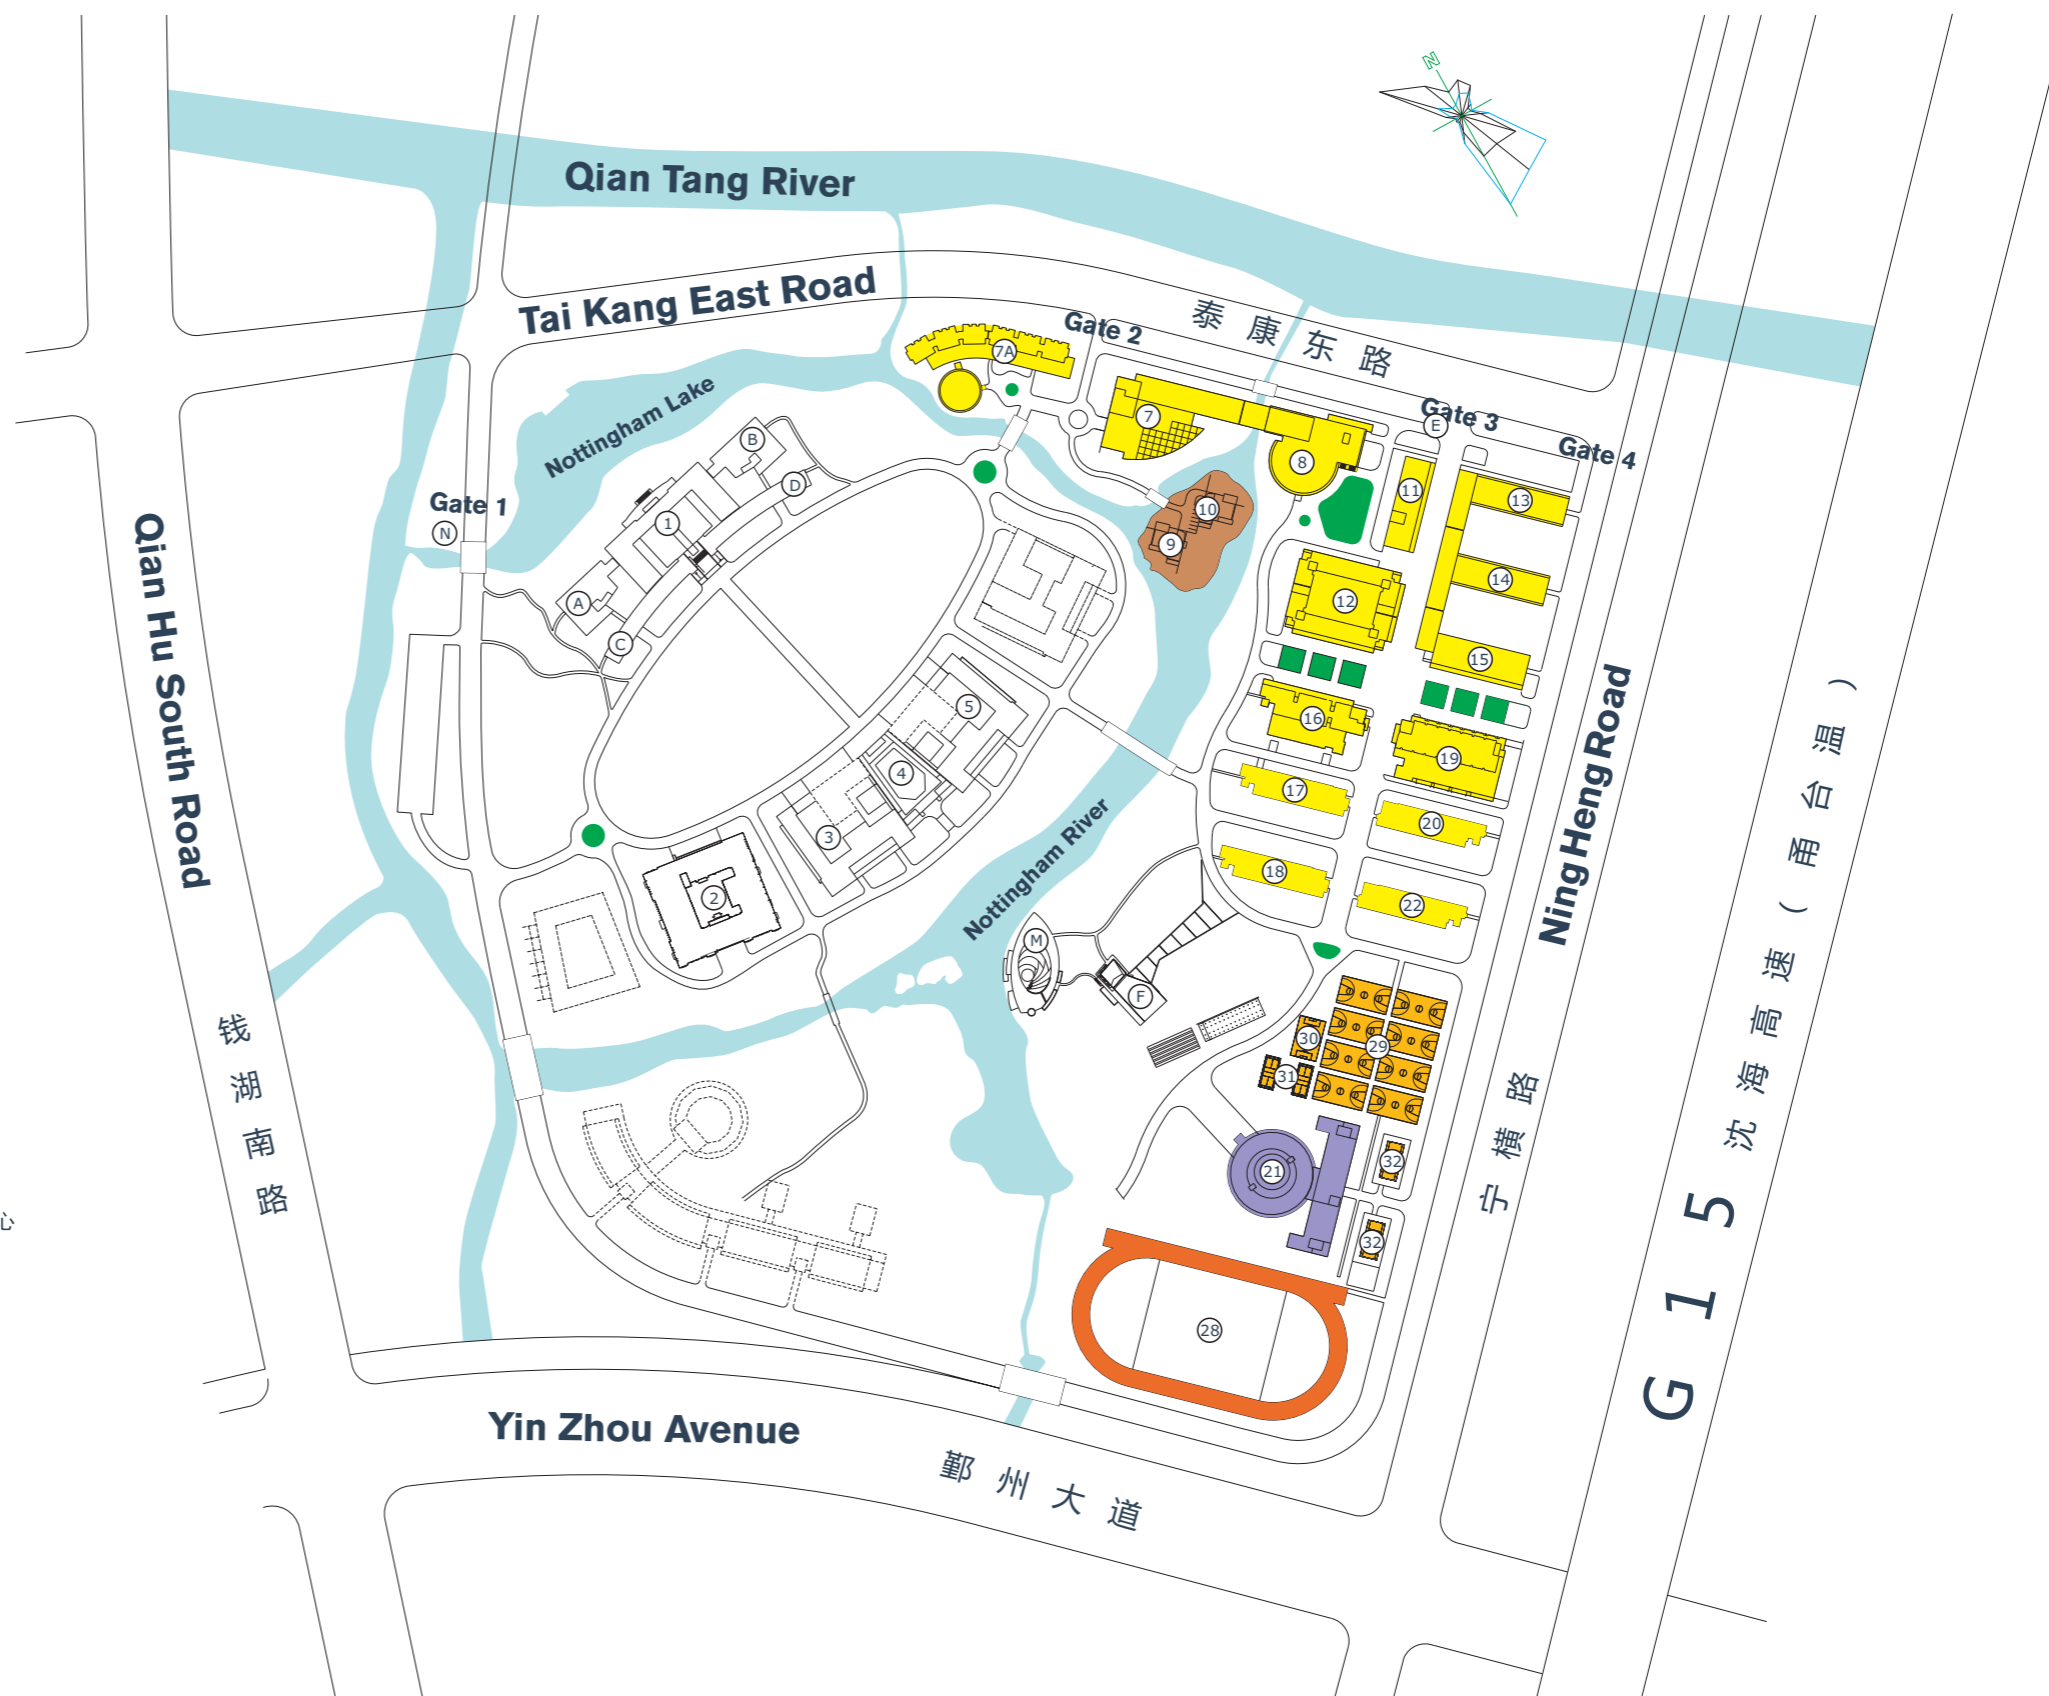 N
Qian Tang River
Tai Kang East Road
泰康东路
Gate 2
7A
Gate 3
E
Gate 4
Nottingham Lake
7
8
B
D
11
13
Gate 1
N
1
10
9
14
A
12
C
15
Qian Hu South Road
5
16
19
4
17
20
3
18
2
22
Ning Heng Road
Nottingham River
M
F
30
29
31
21
32
32
28
钱湖南路
宁横路
G15
沈海高速(甬台温)
心
Yin Zhou Avenue
鄞州大道